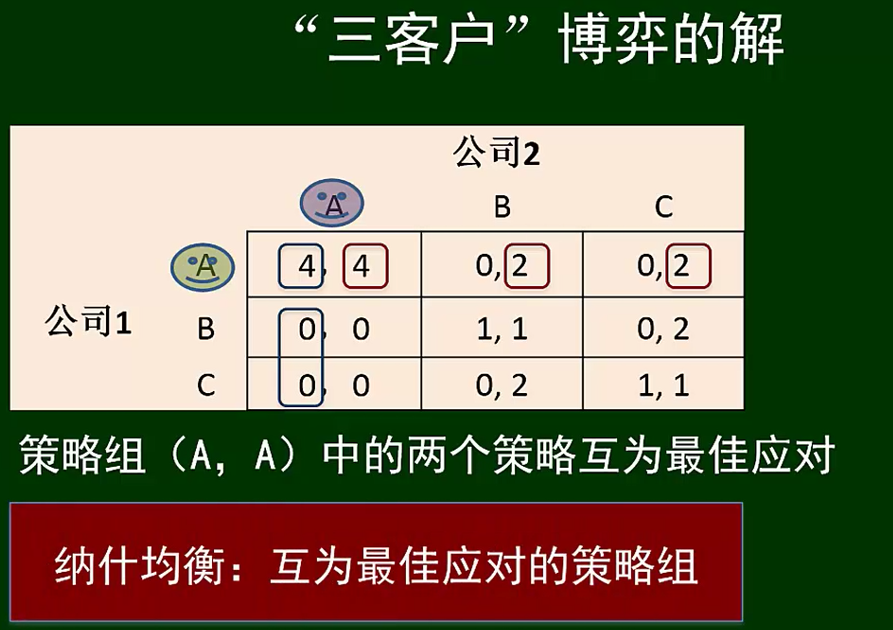 “三客户”博弈的解
公司2
A B C
A 4, 4 0, 2 0, 2
公司1 B 0, 0 1, 1 0, 2
C 0, 0 0, 2 1, 1
策略组（A, A）中的两个策略互为最佳应对
纳什均衡：互为最佳应对的策略组